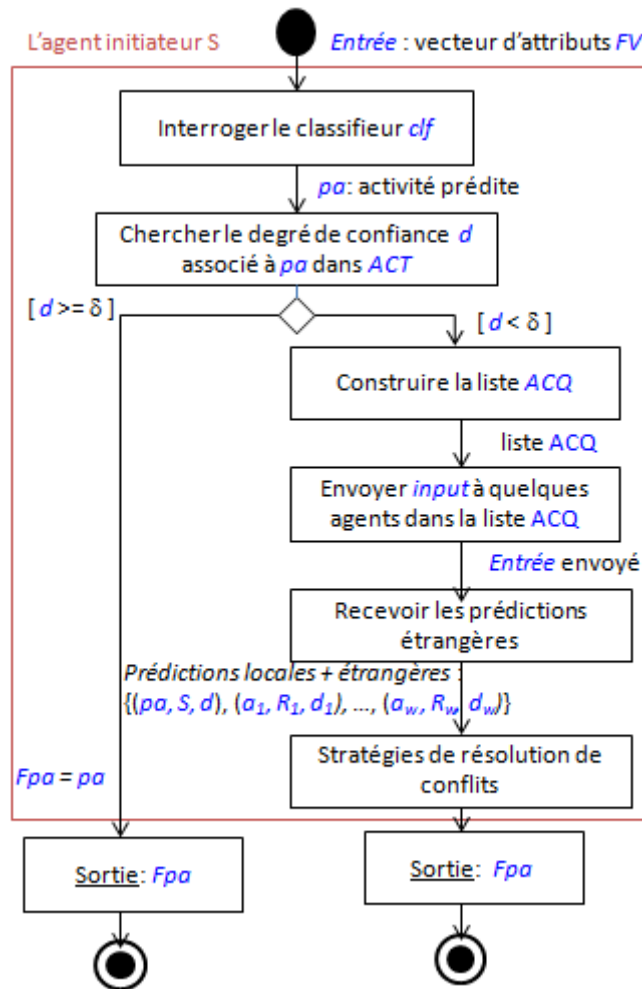 L'agent initiateur S
Entrée : vecteur d'attributs FV
Interroger le classifieur clf
pa: activité prédite
Chercher le degré de confiance d
associé à pa dans ACT
[ d >= δ ]
[ d < δ ]
Construire la liste ACQ
liste ACQ
Envoyer input à quelques
agents dans la liste ACQ
Entrée envoyé
Recevoir les prédictions
étrangères
Prédictions locales + étrangères :
{(pa, S, d), (a1, R1, d1), ..., (aw, Rw, dw)}
Stratégies de résolution de
conflits
Fpa = pa
Sortie: Fpa
Sortie: Fpa